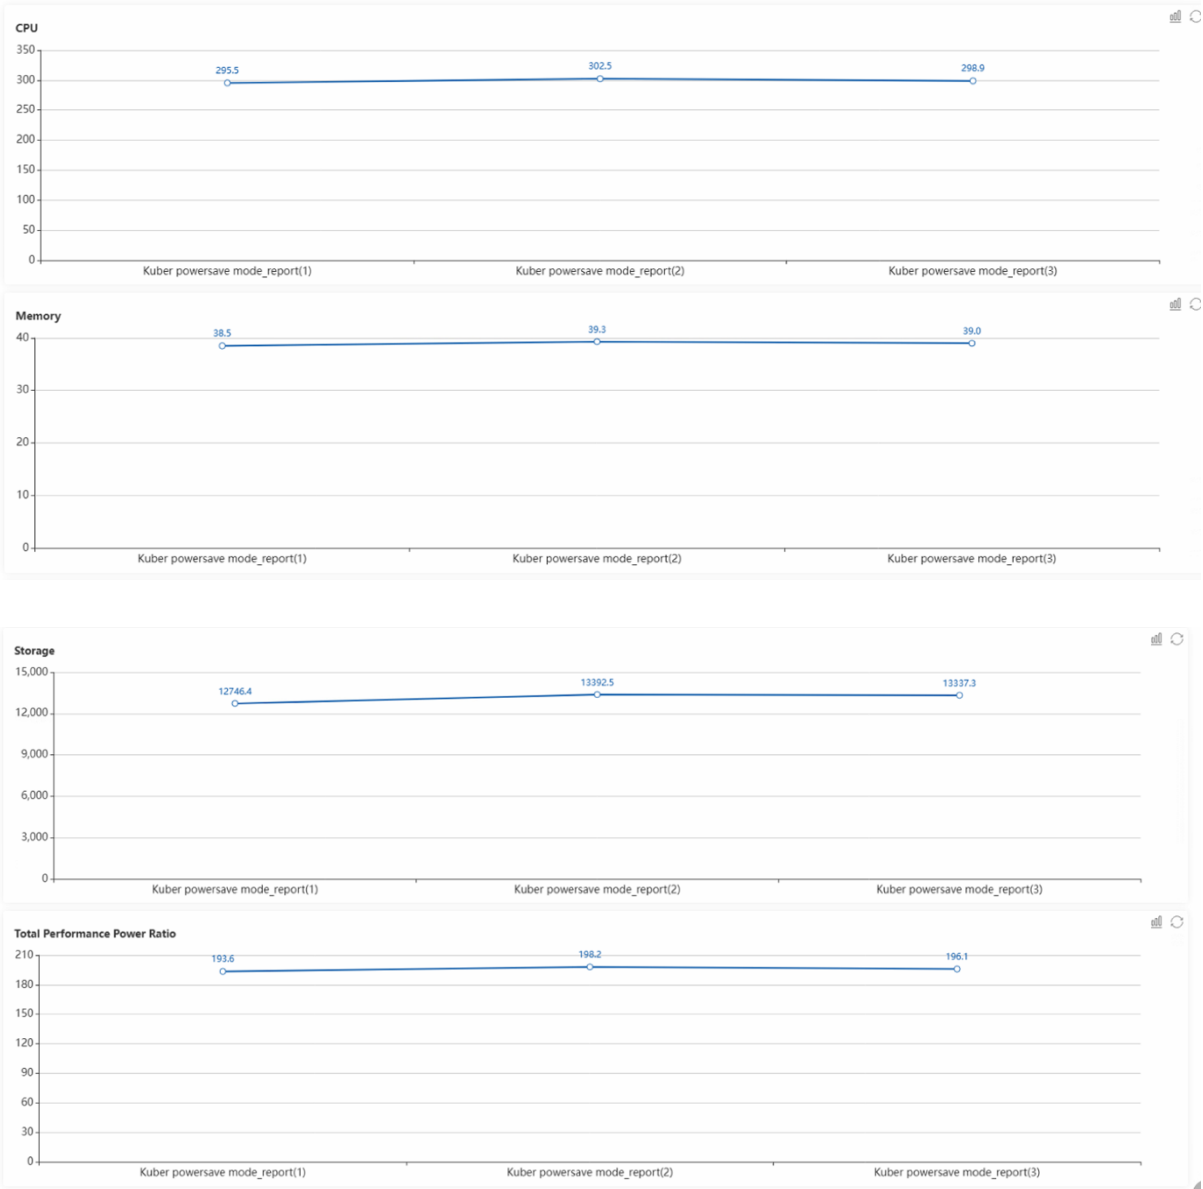 CPU
350
300
250
200
150
100
50
0
295.5 302.5 298.9
Kuber powersave mode_report(1) Kuber powersave mode_report(2) Kuber powersave mode_report(3)
Memory
40
30
20
10
0
38.5 39.3 39.0
Kuber powersave mode_report(1) Kuber powersave mode_report(2) Kuber powersave mode_report(3)
Storage
15,000
12,000
9,000
6,000
3,000
0
12746.4 13392.5 13337.3
Kuber powersave mode_report(1) Kuber powersave mode_report(2) Kuber powersave mode_report(3)
Total Performance Power Ratio
210
180
150
120
90
60
30
0
193.6 198.2 196.1
Kuber powersave mode_report(1) Kuber powersave mode_report(2) Kuber powersave mode_report(3)